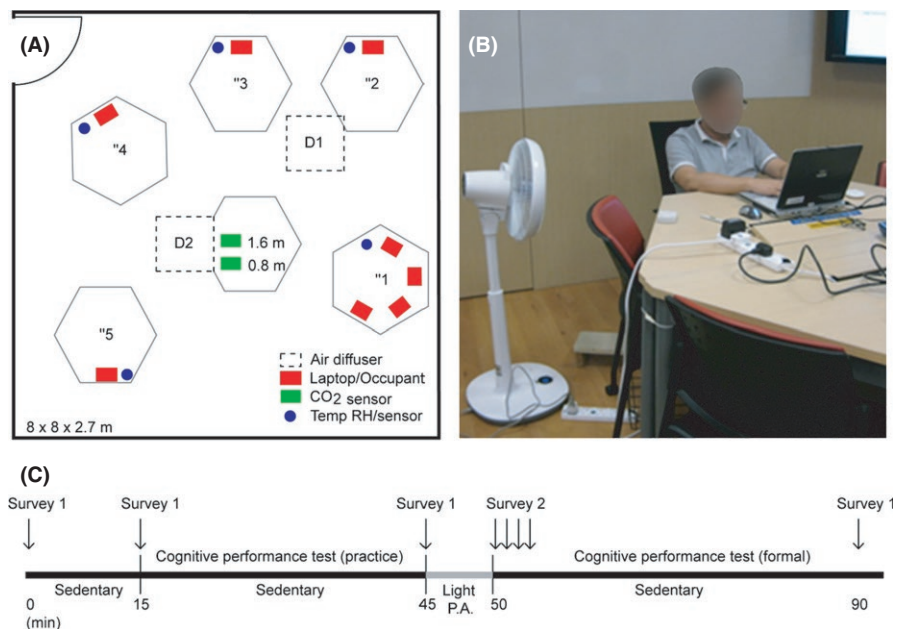 (A)
"3
"2
"4
D1
D2
1.6 m
0.8 m
"1
"5
Air diffuser
Laptop/Occupant
CO2 sensor
Temp RH/sensor
8 x 8 x 2.7 m
(B)
(C)
Survey 1 Survey 1 Survey 1 Survey 2 Survey 1
Cognitive performance test (practice) Cognitive performance test (formal)
Sedentary Sedentary Light Sedentary
P.A.
0 15 45 50 90
(min)